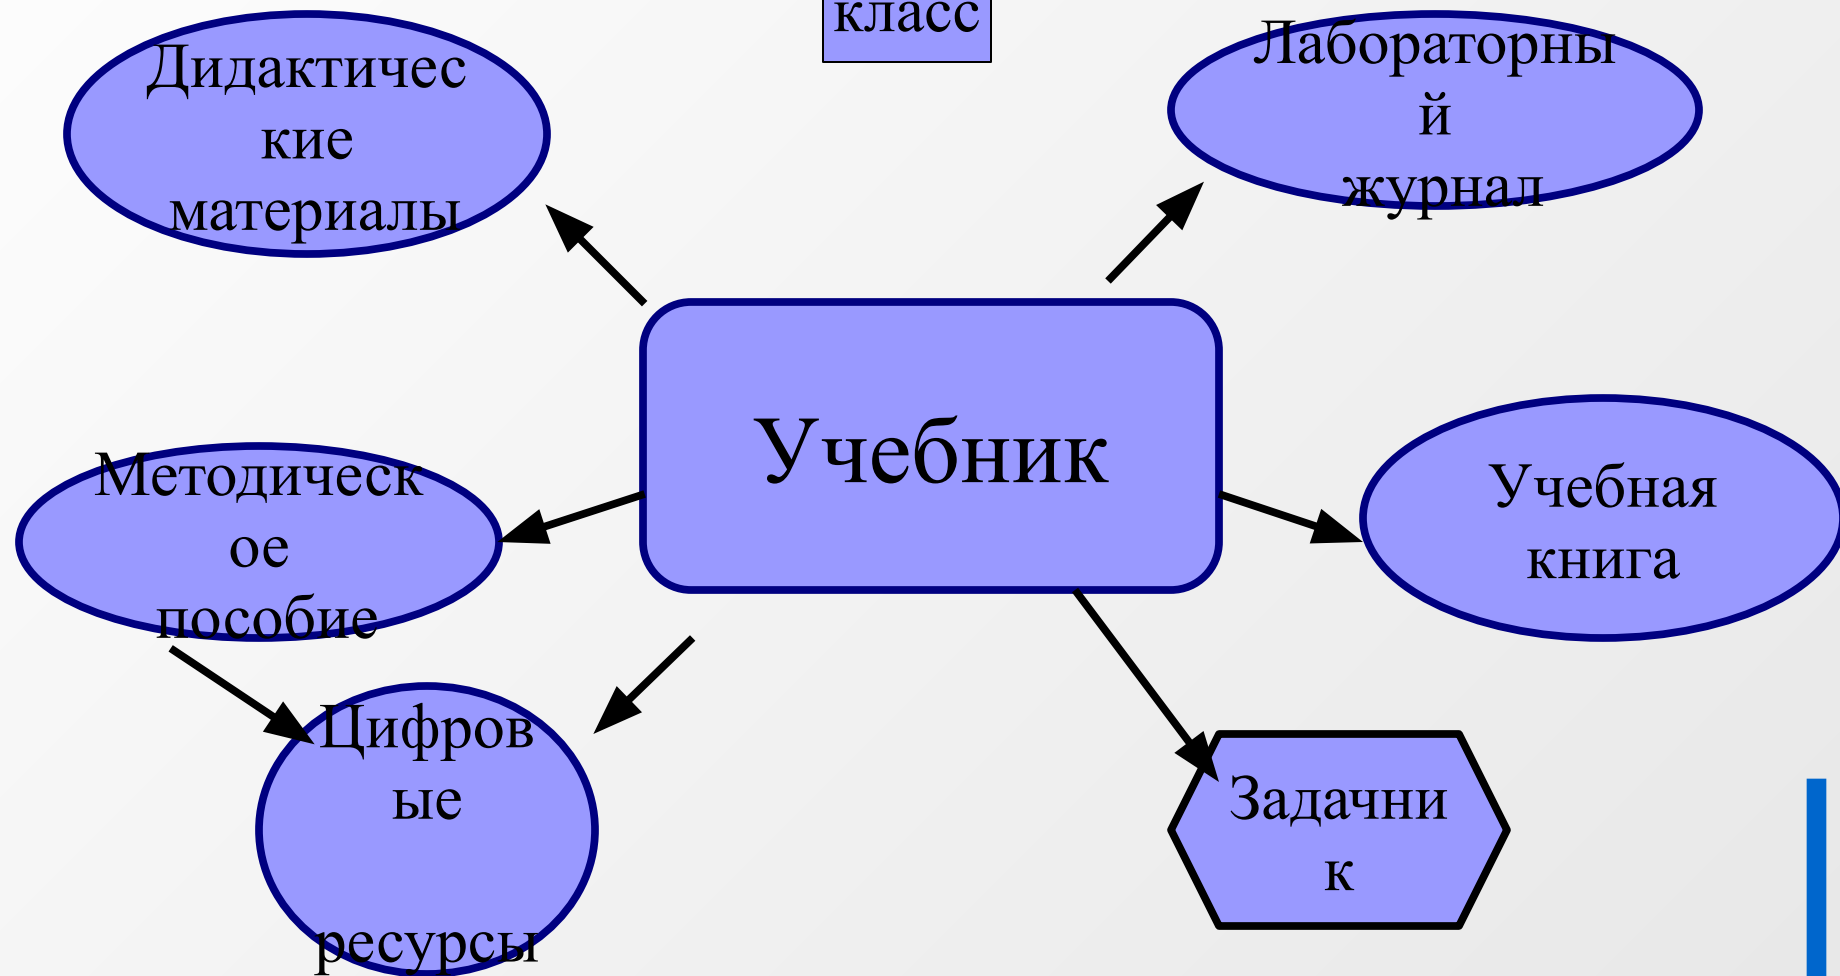 класс
Дидактичес
кие
материалы
Лабораторны
й
журнал
Учебник
Методическ
ое
пособие
Учебная
книга
Цифров
ые
ресурсы
Задачни
к